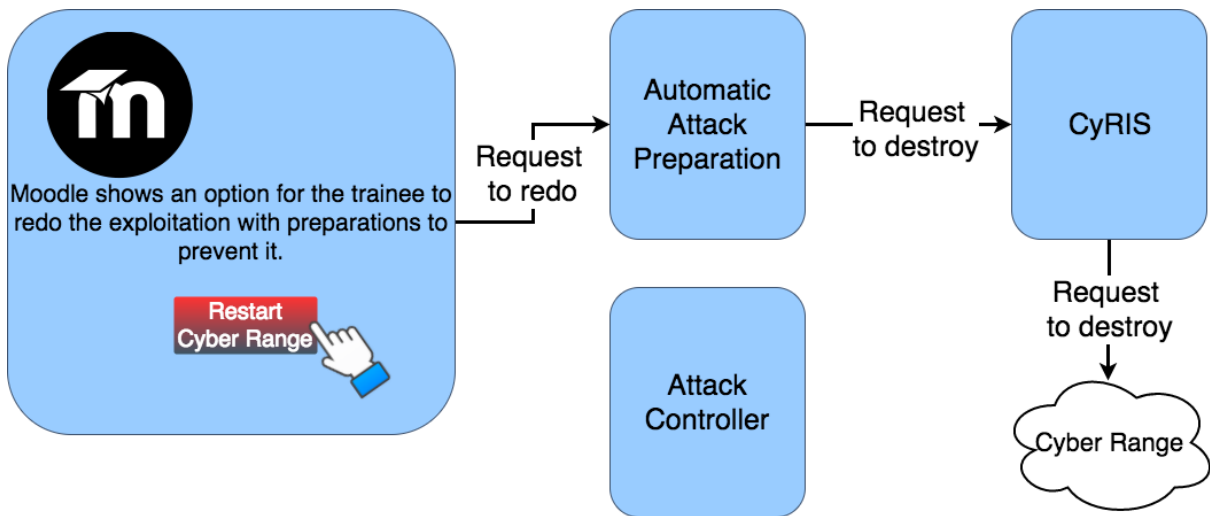 m
Moodle shows an option for the trainee to
redo the exploitation with preparations to
prevent it.
Restart
Cyber Range
Request
to redo
Automatic
Attack
Preparation
Request
to destroy
CyRIS
Request
to destroy
Cyber Range
Attack
Controller